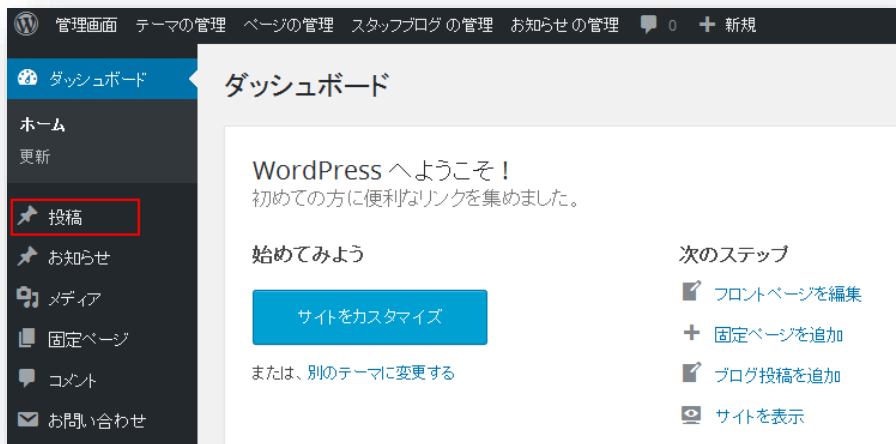 管理画面 テーマの管理 ページの管理 スタッフブログ の管理 お知らせ の管理 0 新規
ダッシュボード
ホーム
更新
投稿
お知らせ
メディア
固定ページ
コメント
お問い合わせ
ダッシュボード
WordPress へようこそ！
初めての方に便利なリンクを集めました。
始めてみよう
サイトをカスタマイズ
または、別のテーマに変更する
次のステップ
フロントページを編集
固定ページを追加
ブログ投稿を追加
サイトを表示